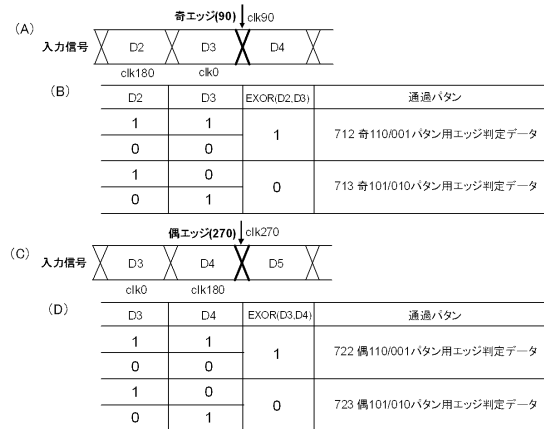 奇エッジ(90) clk90
(A)
入力信号 D2 D3 D4
clk180 clk0
(B)
D2 D3 EXOR(D2,D3) 通過パタン
1 1 1 712 奇110/001パタン用エッジ判定データ
0 0
1 0 0 713 奇101/010パタン用エッジ判定データ
0 1
偶エッジ(270) clk270
(C)
入力信号 D3 D4 D5
clk0 clk180
(D)
D3 D4 EXOR(D3,D4) 通過パタン
1 1 1 722 偶110/001パタン用エッジ判定データ
0 0
1 0 0 723 偶101/010パタン用エッジ判定データ
0 1